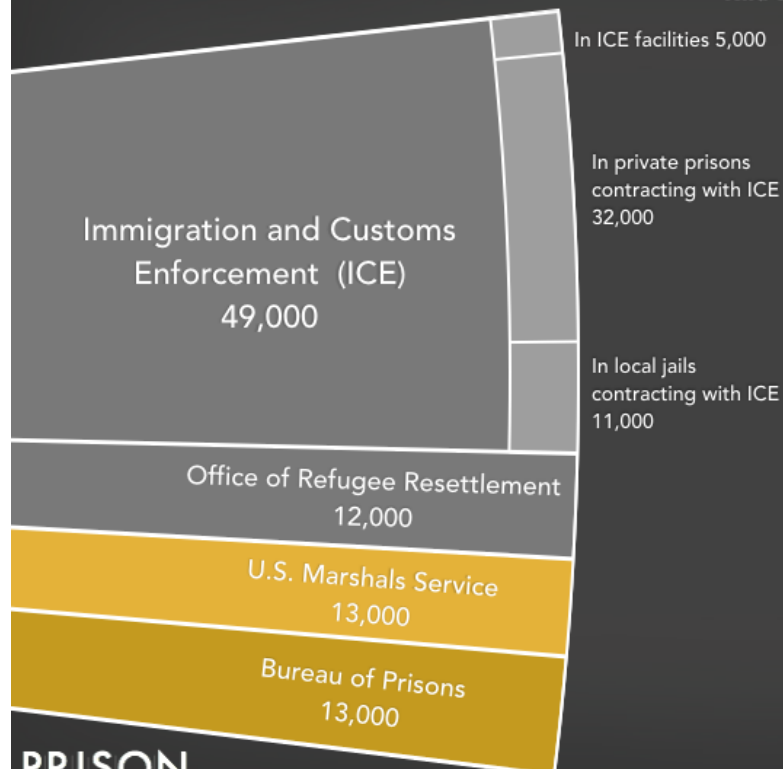 In ICE facilities 5,000
In private prisons
contracting with ICE
32,000
Immigration and Customs
Enforcement (ICE)
49,000
In local jails
contracting with ICE
11,000
Office of Refugee Resettlement
12,000
U.S. Marshals Service
13,000
Bureau of Prisons
13,000
PRISON